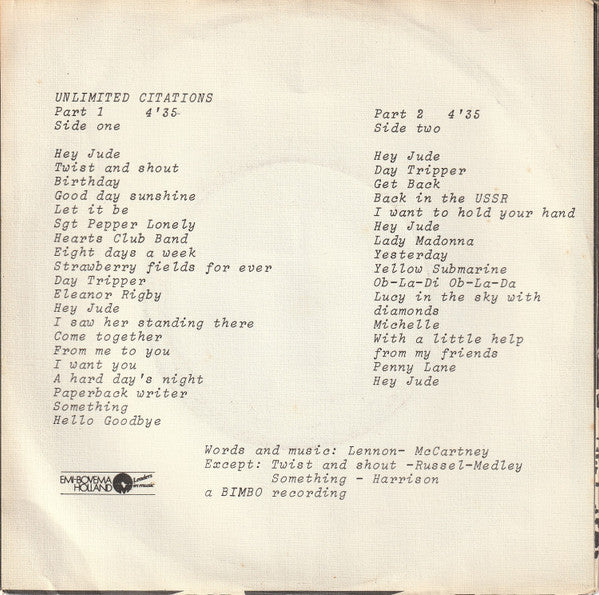 UNLIMITED CITATIONS
Part 1 4'35
Side one
Hey Jude
Twist and shout
Birthday
Good day sunshine
Let it be
Sgt Pepper Lonely
Hearts Club Band
Eight days a week
Strawberry fields for ever
Day Tripper
Eleanor Rigby
Hey Jude
I saw her standing there
Come together
From me to you
I want you
A hard day's night
Paperback writer
Something
Hello Goodbye
Part 2 4'35
Side two
Hey Jude
Day Tripper
Get Back
Back in the USSR
I want to hold your hand
Hey Jude
Lady Madonna
Yesterday
Yellow Submarine
Ob-La-Di Ob-La-Da
Lucy in the sky with
diamonds
Michelle
With a little help
from my friends
Penny Lane
Hey Jude
Words and music: Lennon- McCartney
Except: Twist and shout -Russel-Medley
Something - Harrison
a BIMBO recording
EMI-BOVEMA
HOLLAND
Leaders
in music